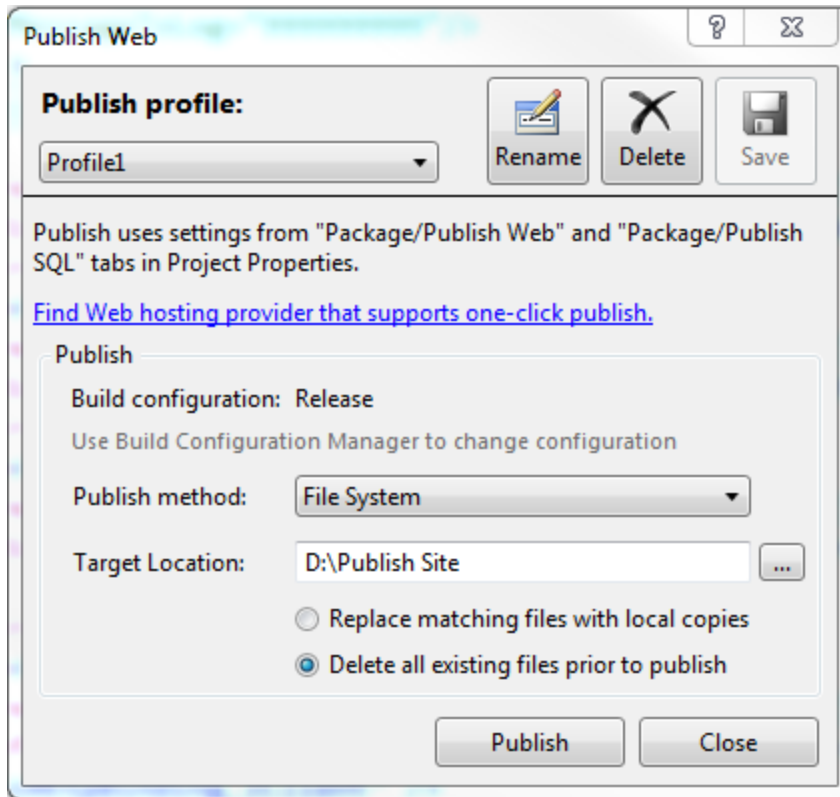 Publish Web
Publish profile:
Profile1
Rename
Delete
Save
Publish uses settings from "Package/Publish Web" and "Package/Publish
SQL" tabs in Project Properties.
Find Web hosting provider that supports one-click publish.
Publish
Build configuration: Release
Use Build Configuration Manager to change configuration
Publish method: File System
Target Location: D:\Publish Site ...
Replace matching files with local copies
Delete all existing files prior to publish
Publish Close